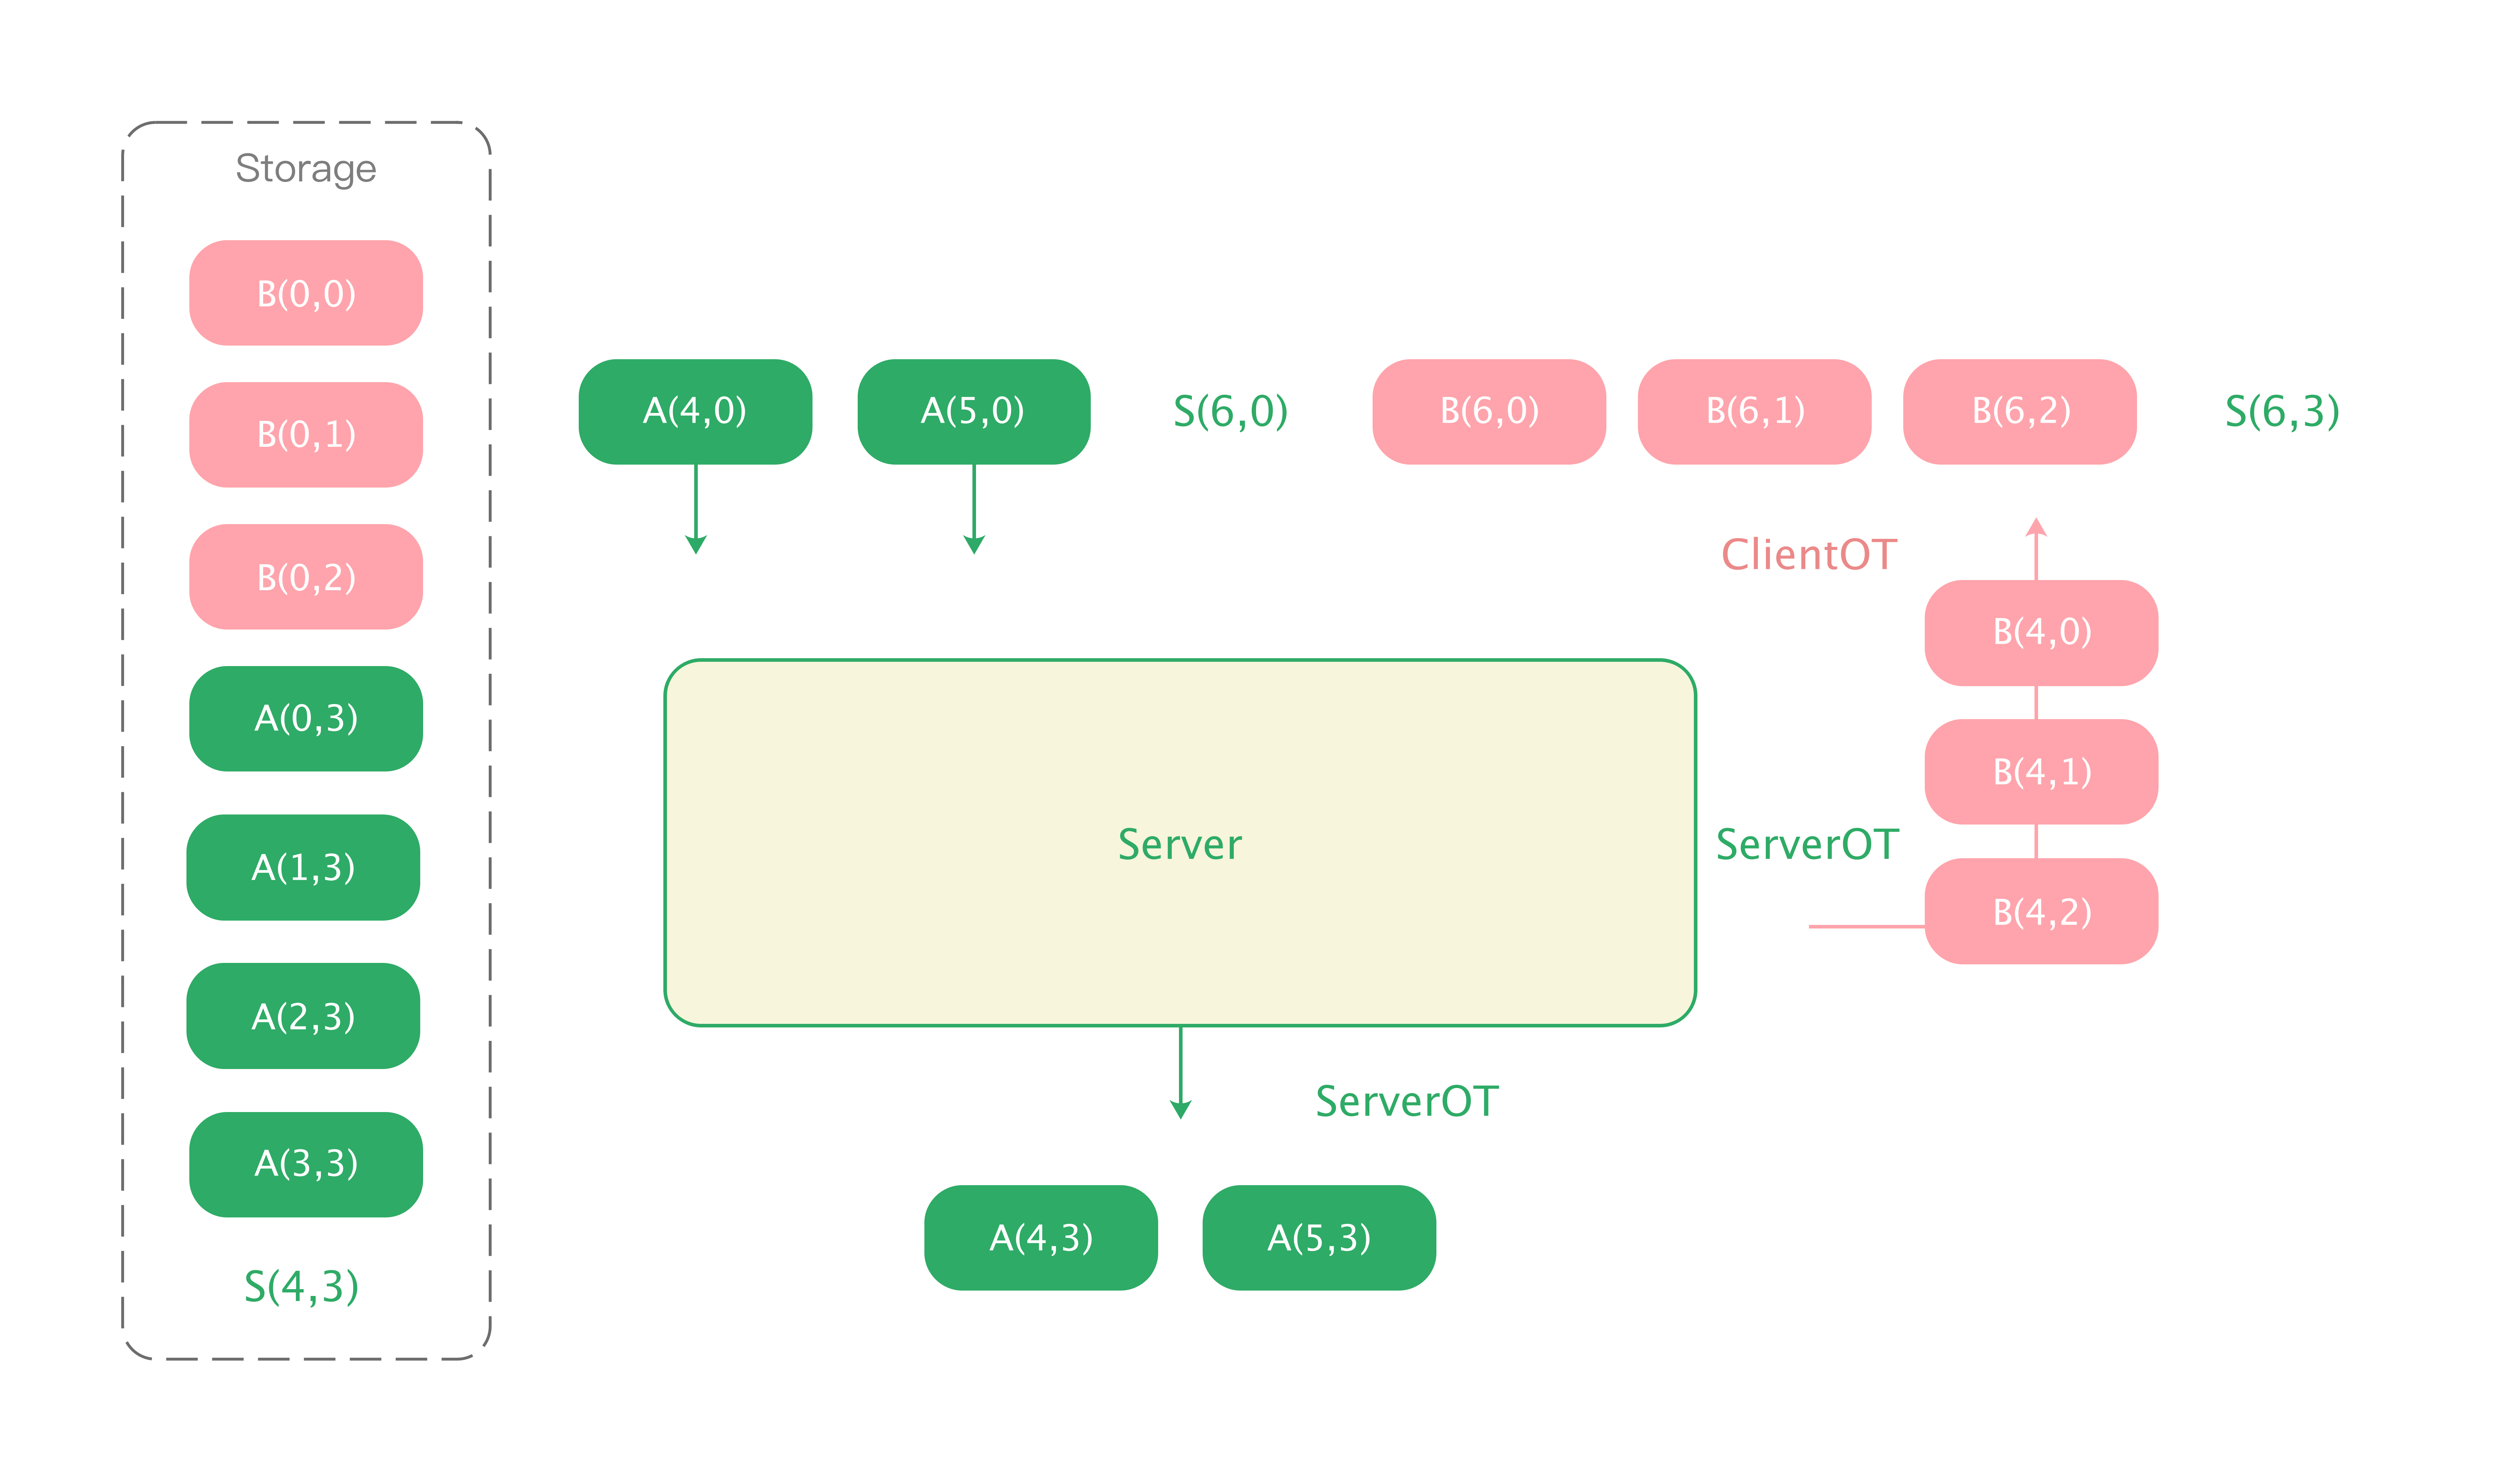 Storage
B(0,0)
B(0,1)
B(0,2)
A(0,3)
A(1,3)
A(2,3)
A(3,3)
S(4,3)
A(4,0)
A(5,0)
S(6,0)
B(6,0)
B(6,1)
B(6,2)
S(6,3)
ClientOT
B(4,0)
B(4,1)
Server
ServerOT
B(4,2)
ServerOT
A(4,3)
A(5,3)